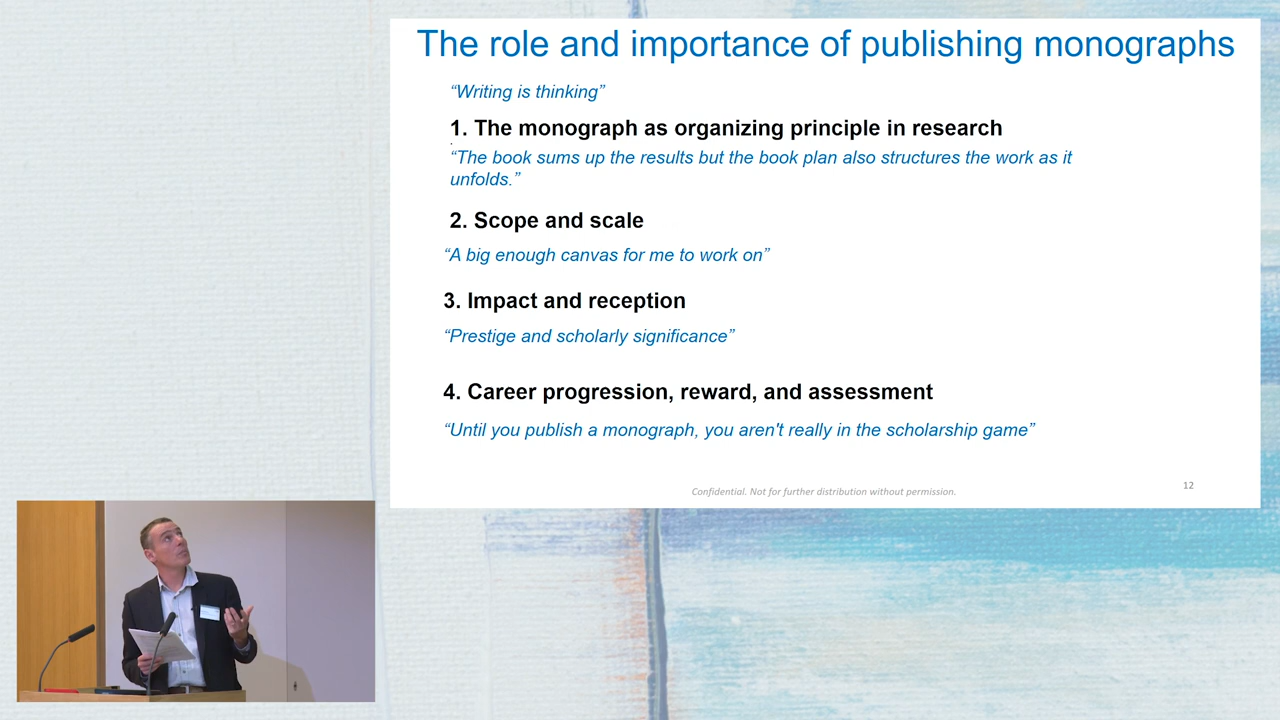 The role and importance of publishing monographs
“Writing is thinking”
1. The monograph as organizing principle in research
“The book sums up the results but the book plan also structures the work as it
unfolds.”
2. Scope and scale
“A big enough canvas for me to work on”
3. Impact and reception
“Prestige and scholarly significance”
4. Career progression, reward, and assessment
“Until you publish a monograph, you aren't really in the scholarship game”
Confidential. Not for further distribution without permission.
12